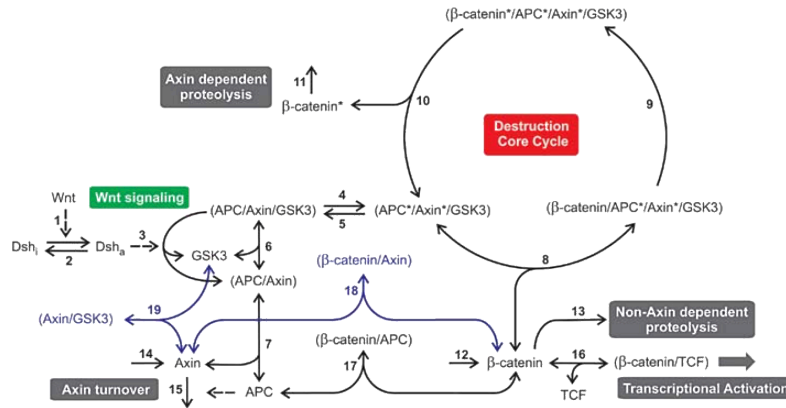 (β-catenin*/APC*/Axin*/GSK3)
Axin dependent
proteolysis
11
β-catenin*
10
9
Destruction
Core Cycle
Wnt
Wnt signaling
1
(APC/Axin/GSK3)
4
5
(APC*/Axin*/GSK3)
(β-catenin/APC*/Axin*/GSK3)
Dshi
2
Dsha
3
GSK3
6
8
(APC/Axin)
(β-catenin/Axin)
18
(Axin/GSK3)
19
13
Non-Axin dependent
proteolysis
7
(β-catenin/APC)
14
Axin
17
12
β-catenin
16
(β-catenin/TCF)
Axin turnover
15
APC
TCF
Transcriptional Activation